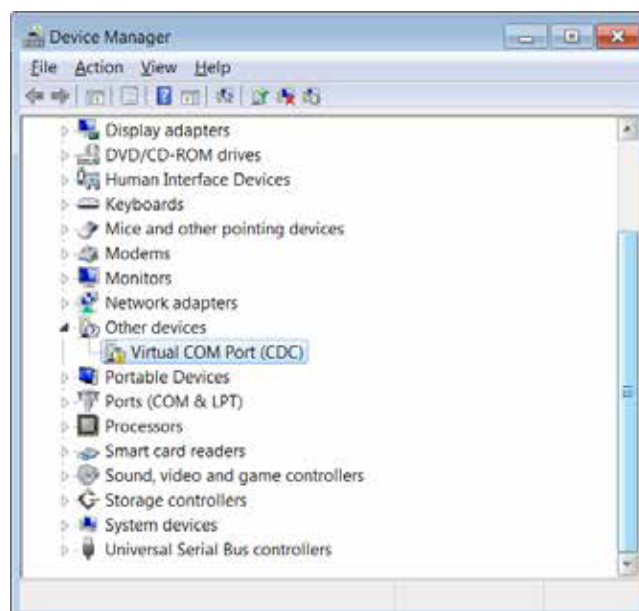 Device Manager
File Action View Help
Display adapters
DVD/CD-ROM drives
Human Interface Devices
Keyboards
Mice and other pointing devices
Modems
Monitors
Network adapters
Other devices
Virtual COM Port (CDC)
Portable Devices
Ports (COM & LPT)
Processors
Smart card readers
Sound, video and game controllers
Storage controllers
System devices
Universal Serial Bus controllers